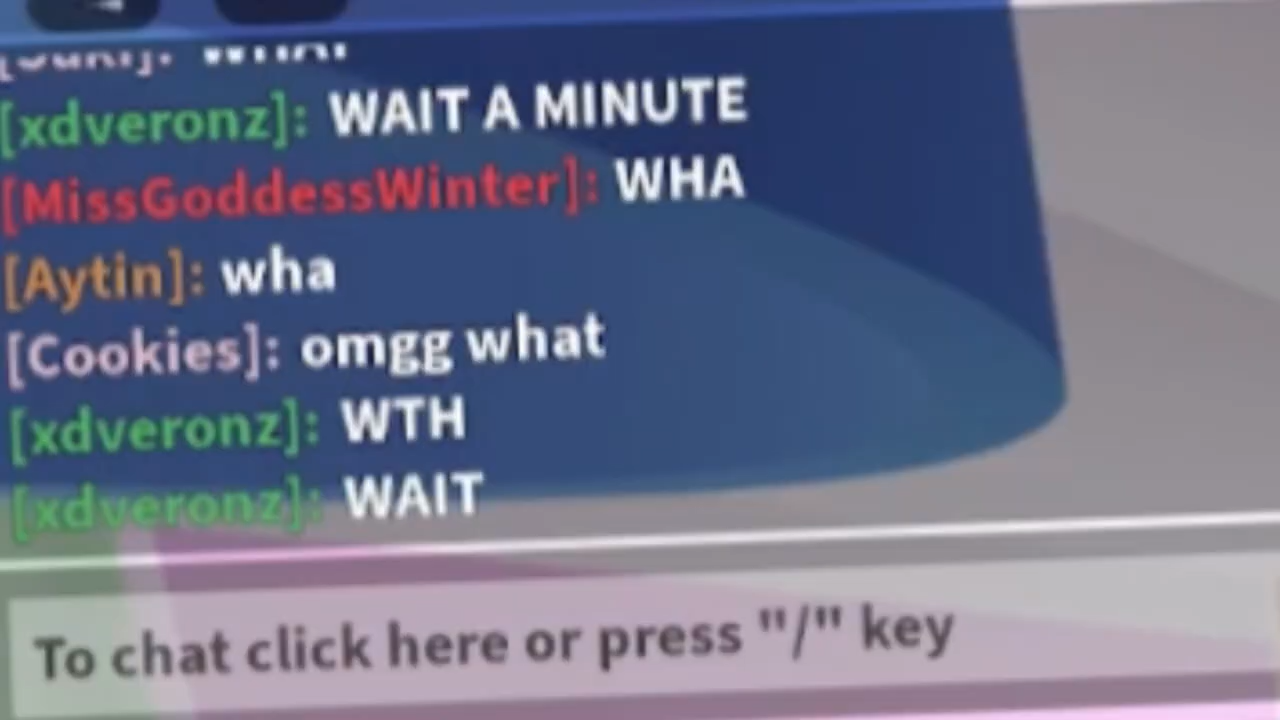 [xdveronz]: WAIT A MINUTE
[MissGoddessWinter]: WHA
[Aytin]: wha
[Cookies]: omgg what
[xdveronz]: WTH
[xdveronz]: WAIT
To chat click here or press "/" key